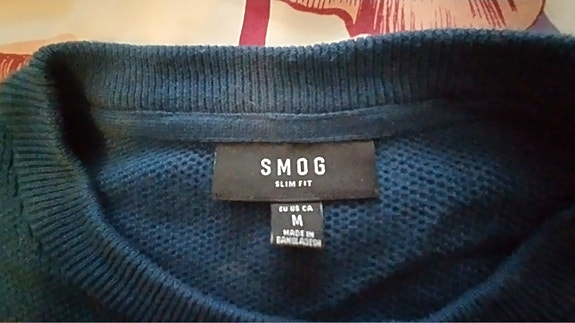 SMOG
SLIM FIT
EU US CA
M
MADE IN
BANGLADESH